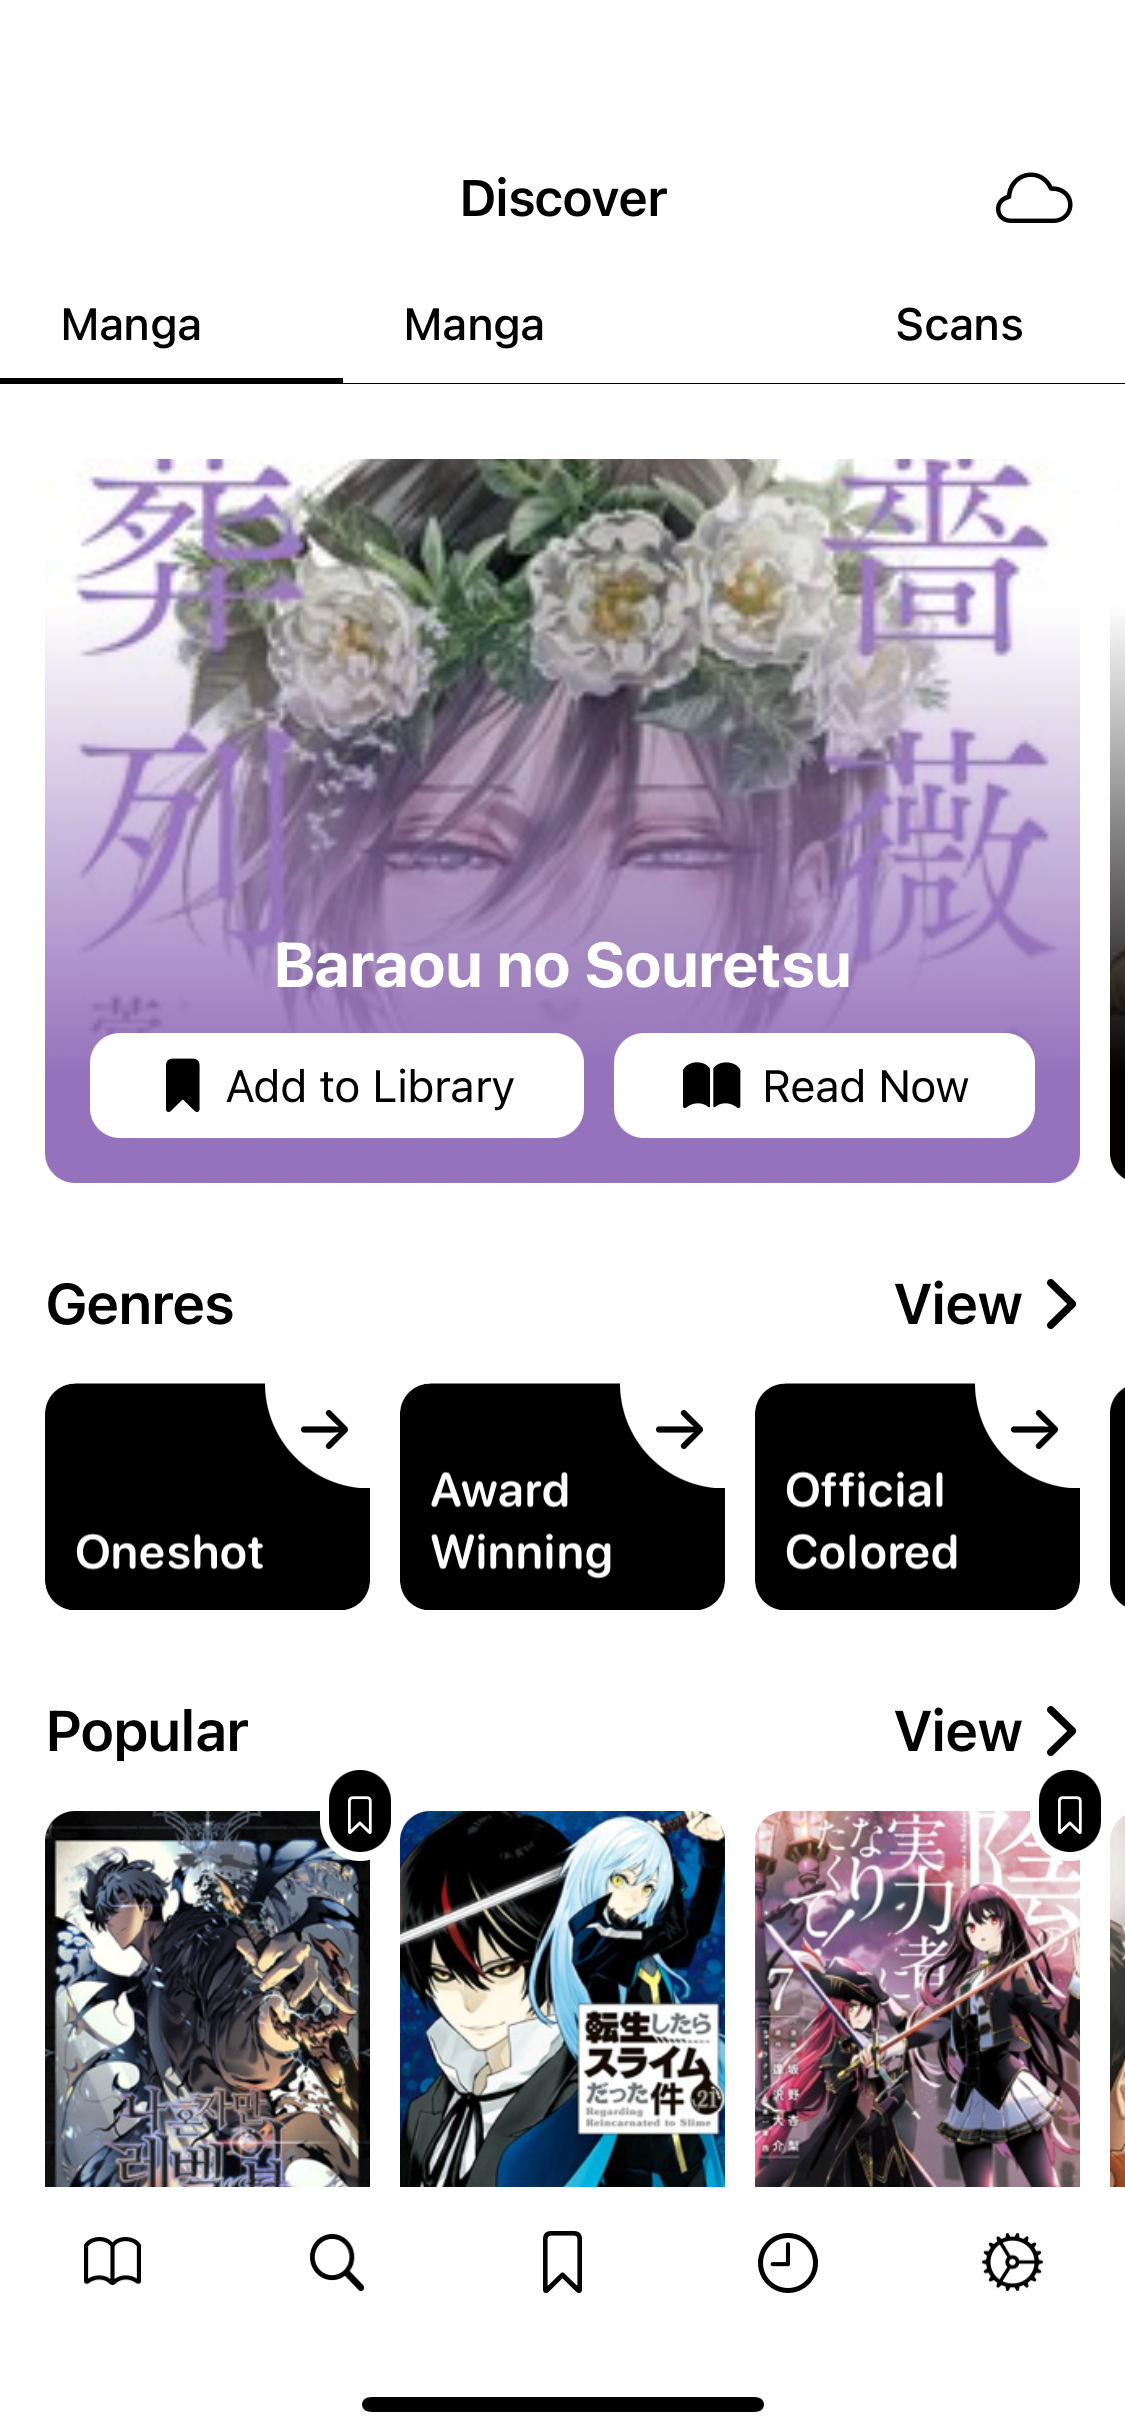 Discover
Manga
Manga
Scans
葬
列
薔
薇
Baraou no Souretsu
Add to Library
Read Now
Genres
View
Oneshot
Award
Winning
Official
Colored
Popular
View
나 혼자만
레벨업
転生したら
スライム
だった件
21
Regarding
Reincarnated to Slime
陰の
実力者に
なりたくて!
7